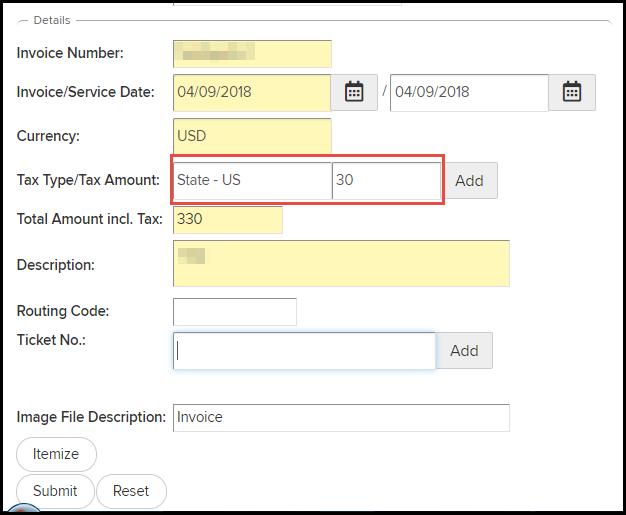 Details
Invoice Number:
Invoice/Service Date: 04/09/2018 / 04/09/2018
Currency: USD
Tax Type/Tax Amount: State - US 30 Add
Total Amount incl. Tax: 330
Description:
Routing Code:
Ticket No.: Add
Image File Description: Invoice
Itemize
Submit Reset